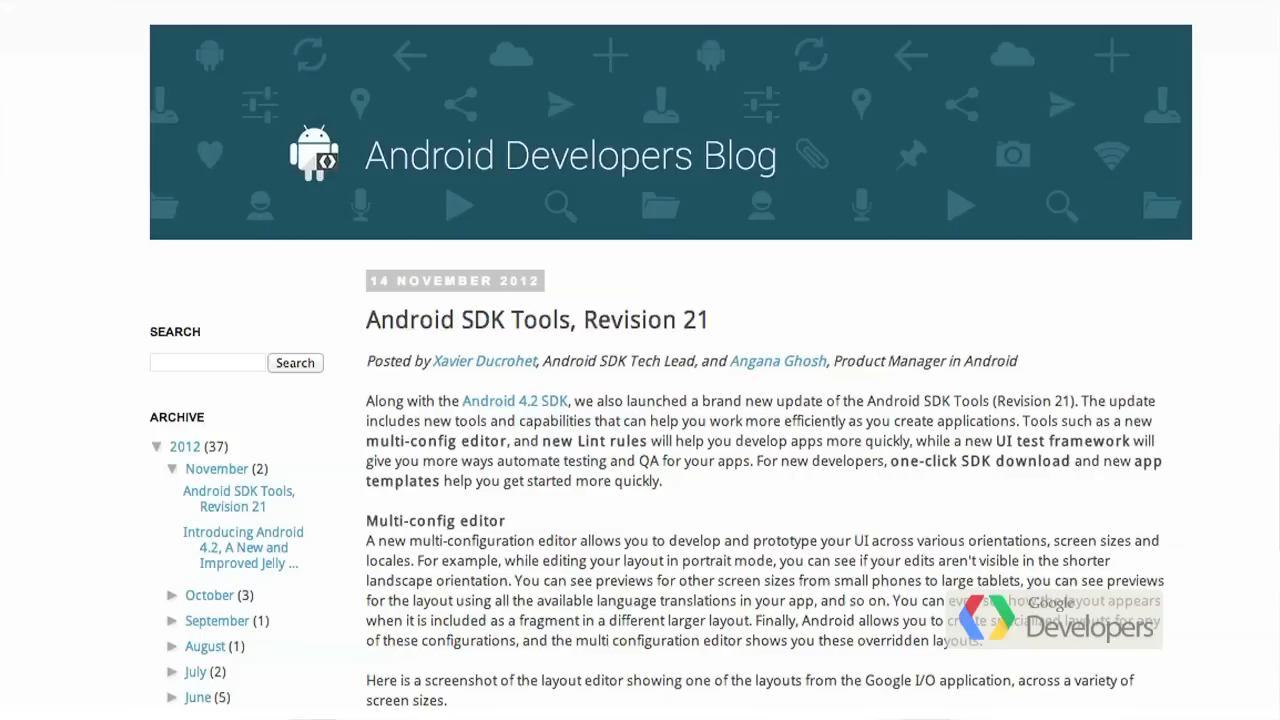 Android Developers Blog
14 NOVEMBER 2012
Android SDK Tools, Revision 21
Posted by Xavier Ducrohet, Android SDK Tech Lead, and Angana Ghosh, Product Manager in Android
SEARCH
Search
ARCHIVE
2012 (37)
November (2)
Android SDK Tools,
Revision 21
Introducing Android
4.2, A New and
Improved Jelly ...
October (3)
September (1)
August (1)
July (2)
June (5)
Along with the Android 4.2 SDK, we also launched a brand new update of the Android SDK Tools (Revision 21). The update
includes new tools and capabilities that can help you work more efficiently as you create applications. Tools such as a new
multi-config editor, and new Lint rules will help you develop apps more quickly, while a new UI test framework will
give you more ways automate testing and QA for your apps. For new developers, one-click SDK download and new app
templates help you get started more quickly.
Multi-config editor
A new multi-configuration editor allows you to develop and prototype your UI across various orientations, screen sizes and
locales. For example, while editing your layout in portrait mode, you can see if your edits aren't visible in the shorter
landscape orientation. You can see previews for other screen sizes from small phones to large tablets, you can see previews
for the layout using all the available language translations in your app, and so on. You can even see how the layout appears
when it is included as a fragment in a different larger layout. Finally, Android allows you to create specialized layouts for any
of these configurations, and the multi configuration editor shows you these overridden layouts.
Here is a screenshot of the layout editor showing one of the layouts from the Google I/O application, across a variety of
screen sizes.
Google
Developers